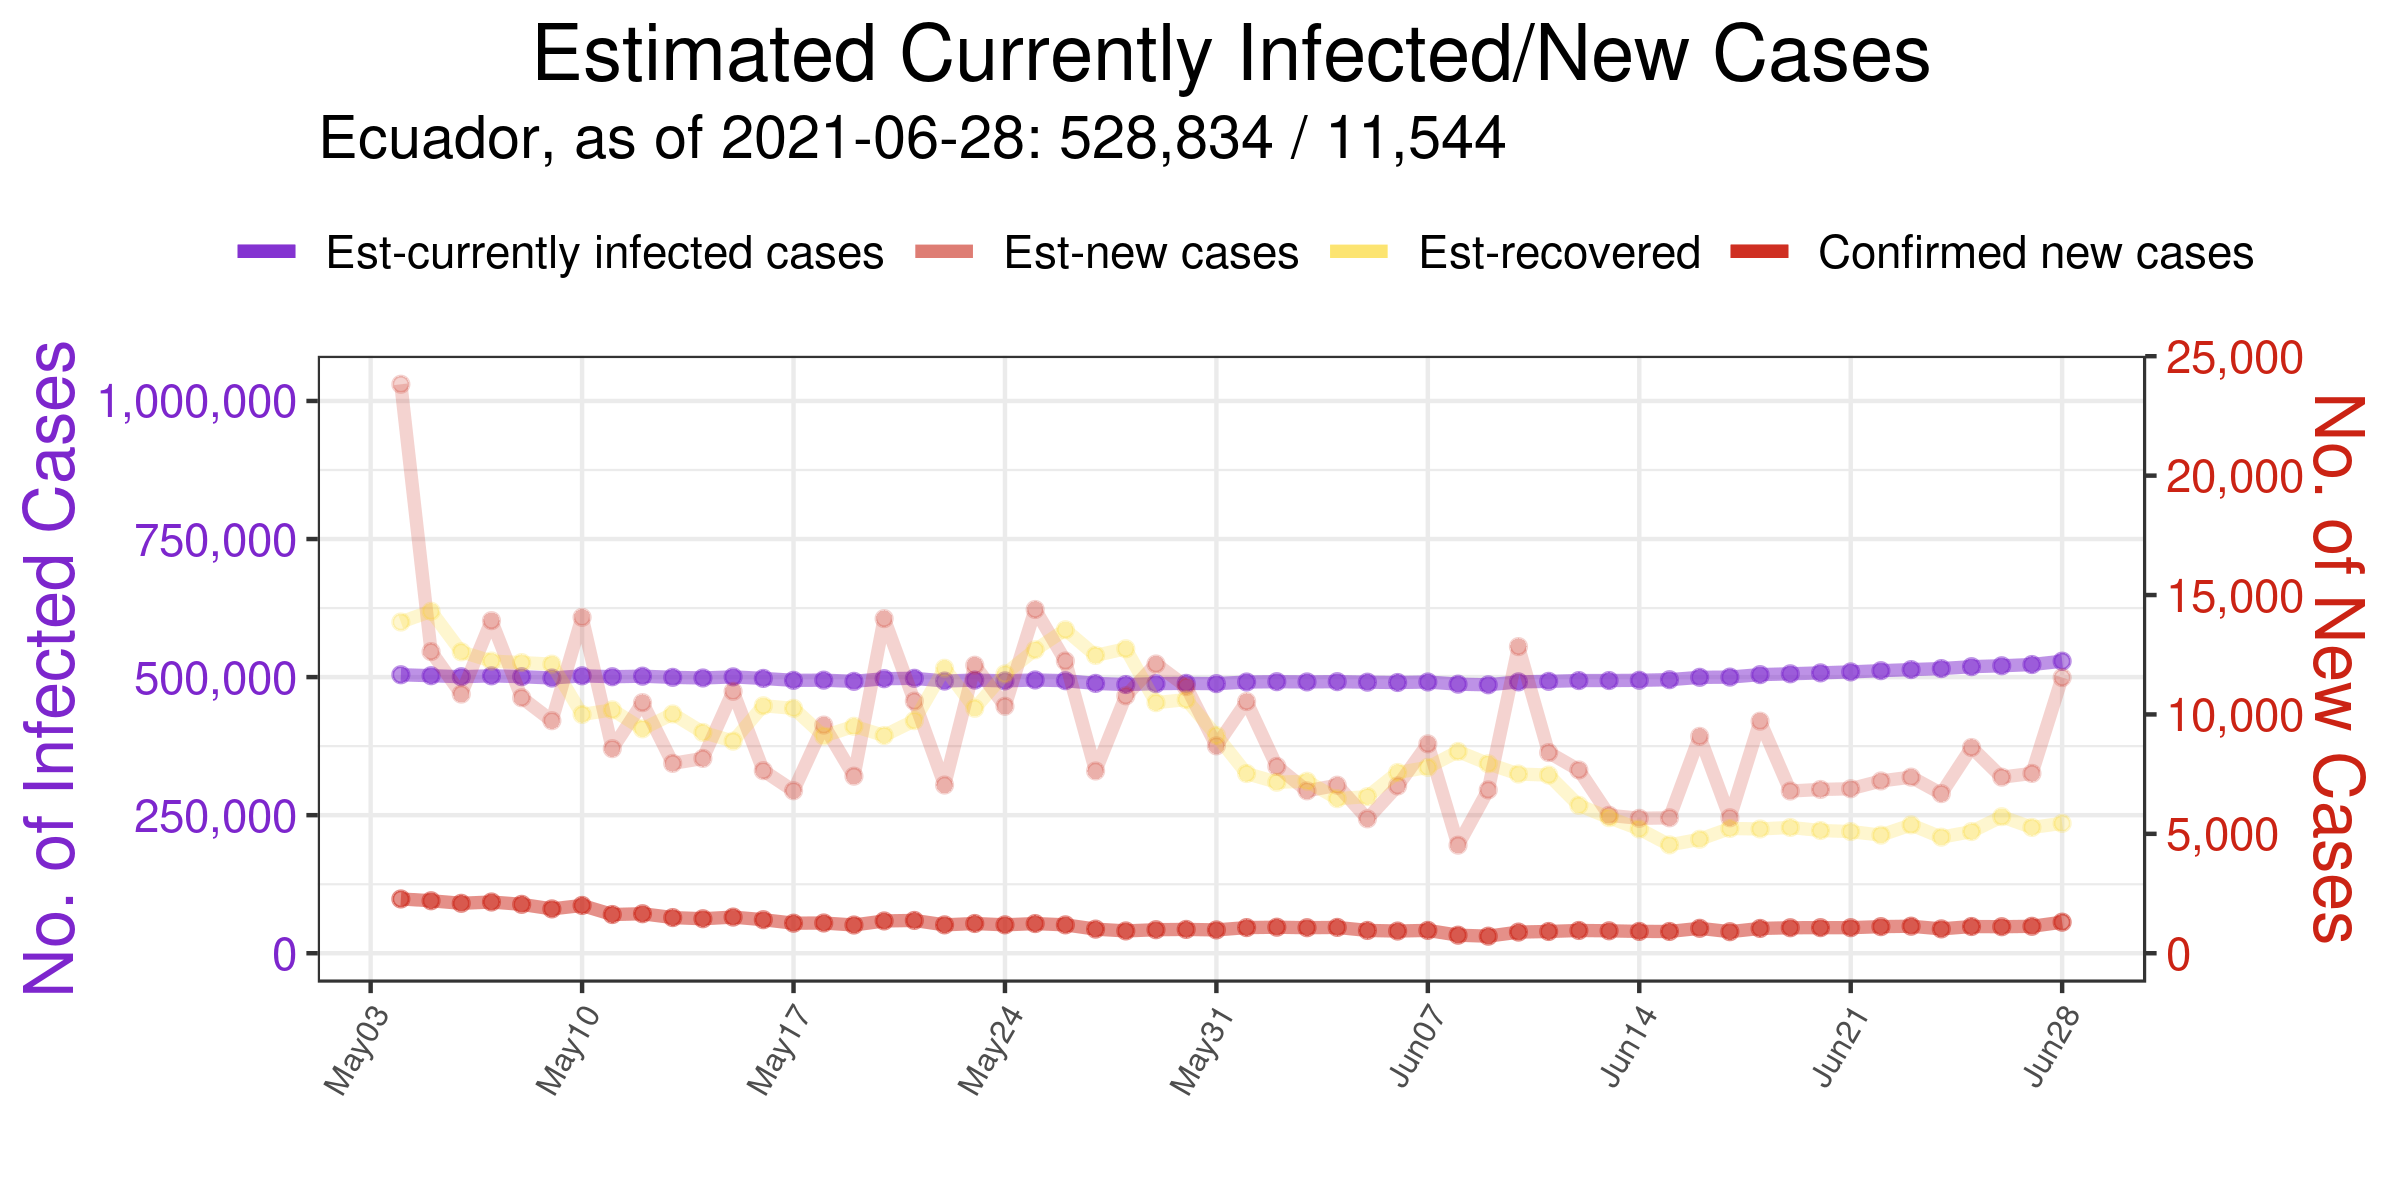 Estimated Currently Infected/New Cases
Ecuador, as of 2021-06-28: 528,834 / 11,544
Est-currently infected cases Est-new cases Est-recovered Confirmed new cases
No. of Infected Cases
1,000,000
750,000
500,000
250,000
0
25,000
20,000
15,000
10,000
5,000
0
No. of New Cases
May03 May10 May17 May24 May31 Jun07 Jun14 Jun21 Jun28